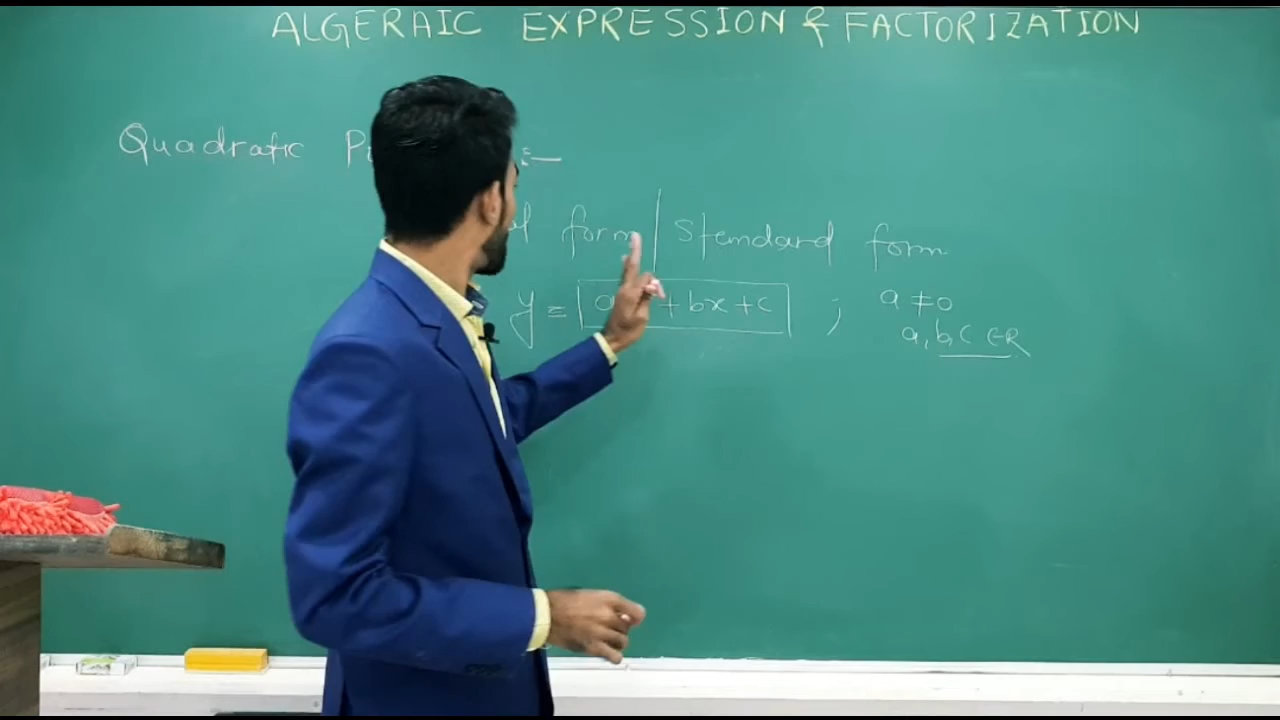 ALGERAIC EXPRESSION & FACTORIZATION
Quadratic :—
form | Standard form
y = a + bx + c ; a ≠ 0
a, b, c ∈ R